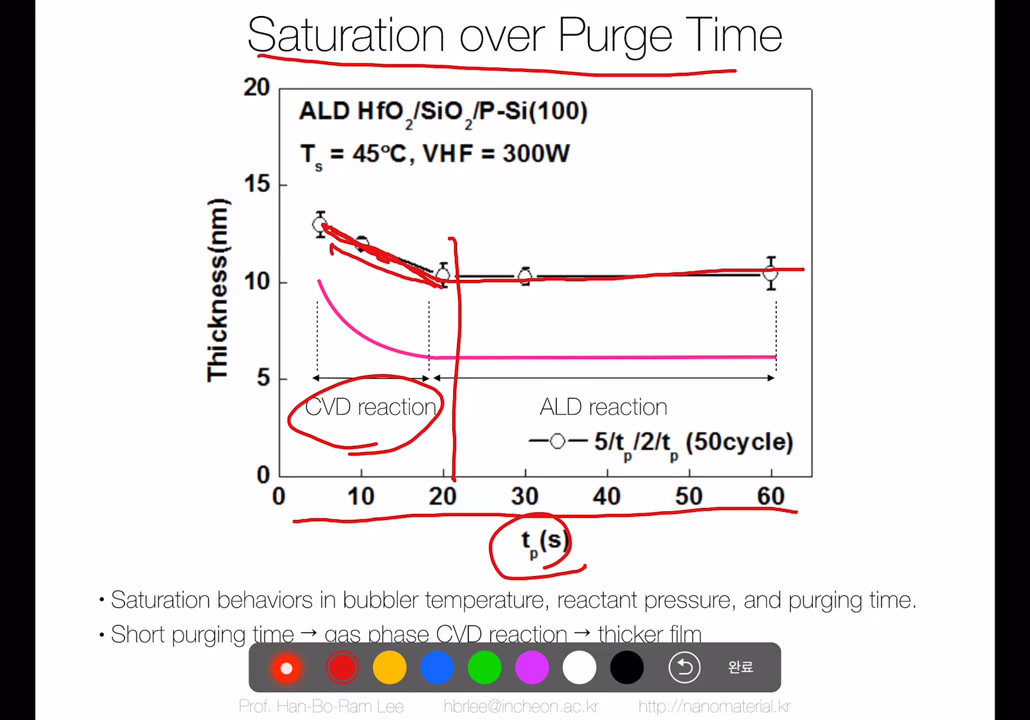 Saturation over Purge Time
20
ALD HfO2/SiO2/P-Si(100)
Ts = 45°C, VHF = 300W
15
Thickness(nm)
10
5
CVD reaction
ALD reaction
5/tp/2/tp (50cycle)
0
0 10 20 30 40 50 60
tp(s)
• Saturation behaviors in bubbler temperature, reactant pressure, and purging time.
• Short purging time → gas phase CVD reaction → thicker film
완료
Prof. Han-Bo-Ram Lee hbrlee@incheon.ac.kr http://nanomaterial.kr